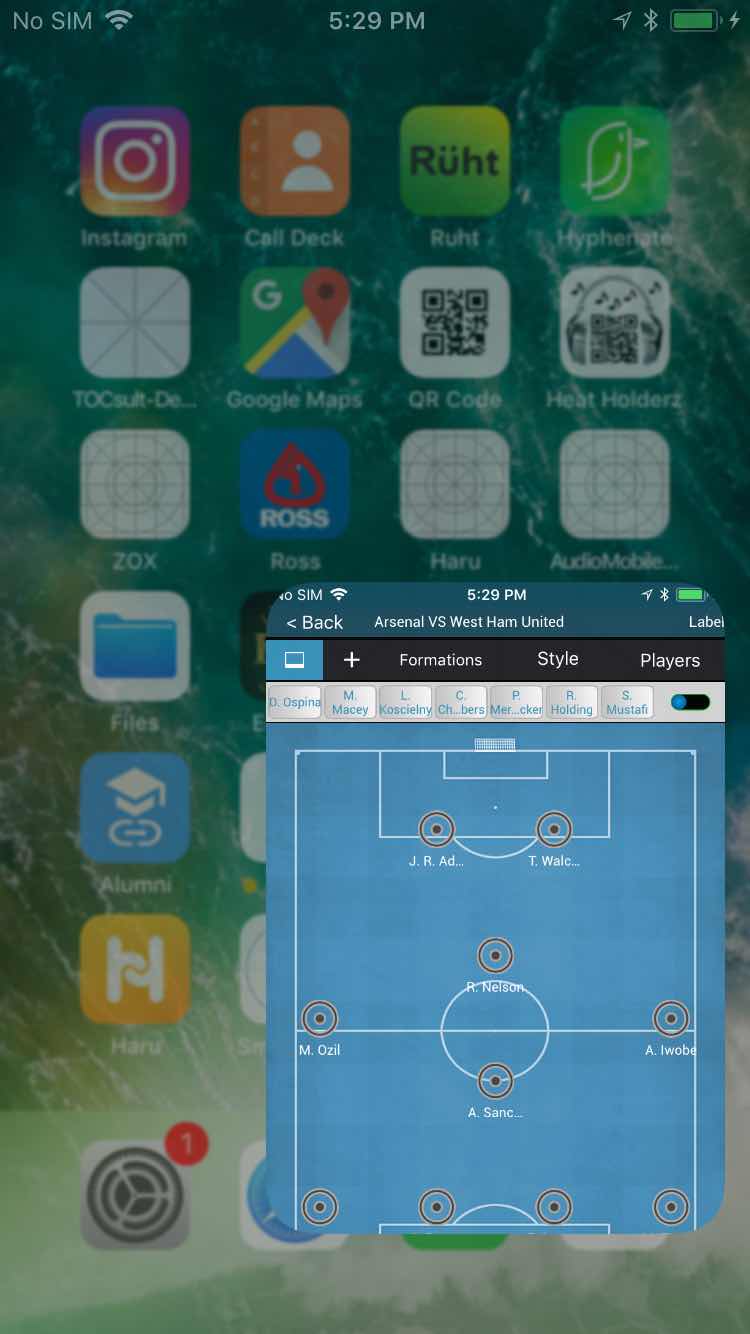 No SIM 5:29 PM
Rüht
Instagram Call Deck Ruht Hyphenate
G
TOCsult-De... Google Maps QR Code Heat Holderz
ROSS
ZOX Ross Haru AudioMobile...
No SIM 5:29 PM
< Back Arsenal VS West Ham United Label
+ Formations Style Players
D. Ospina M. Macey L. Koscielny C. Ch...bers P. Mer...cker R. Holding S. Mustafi
Files E
J. R. Ad... T. Walc...
Alumni
R. Nelson
Haru Sm
M. Ozil A. Iwobe
A. Sanc...
1